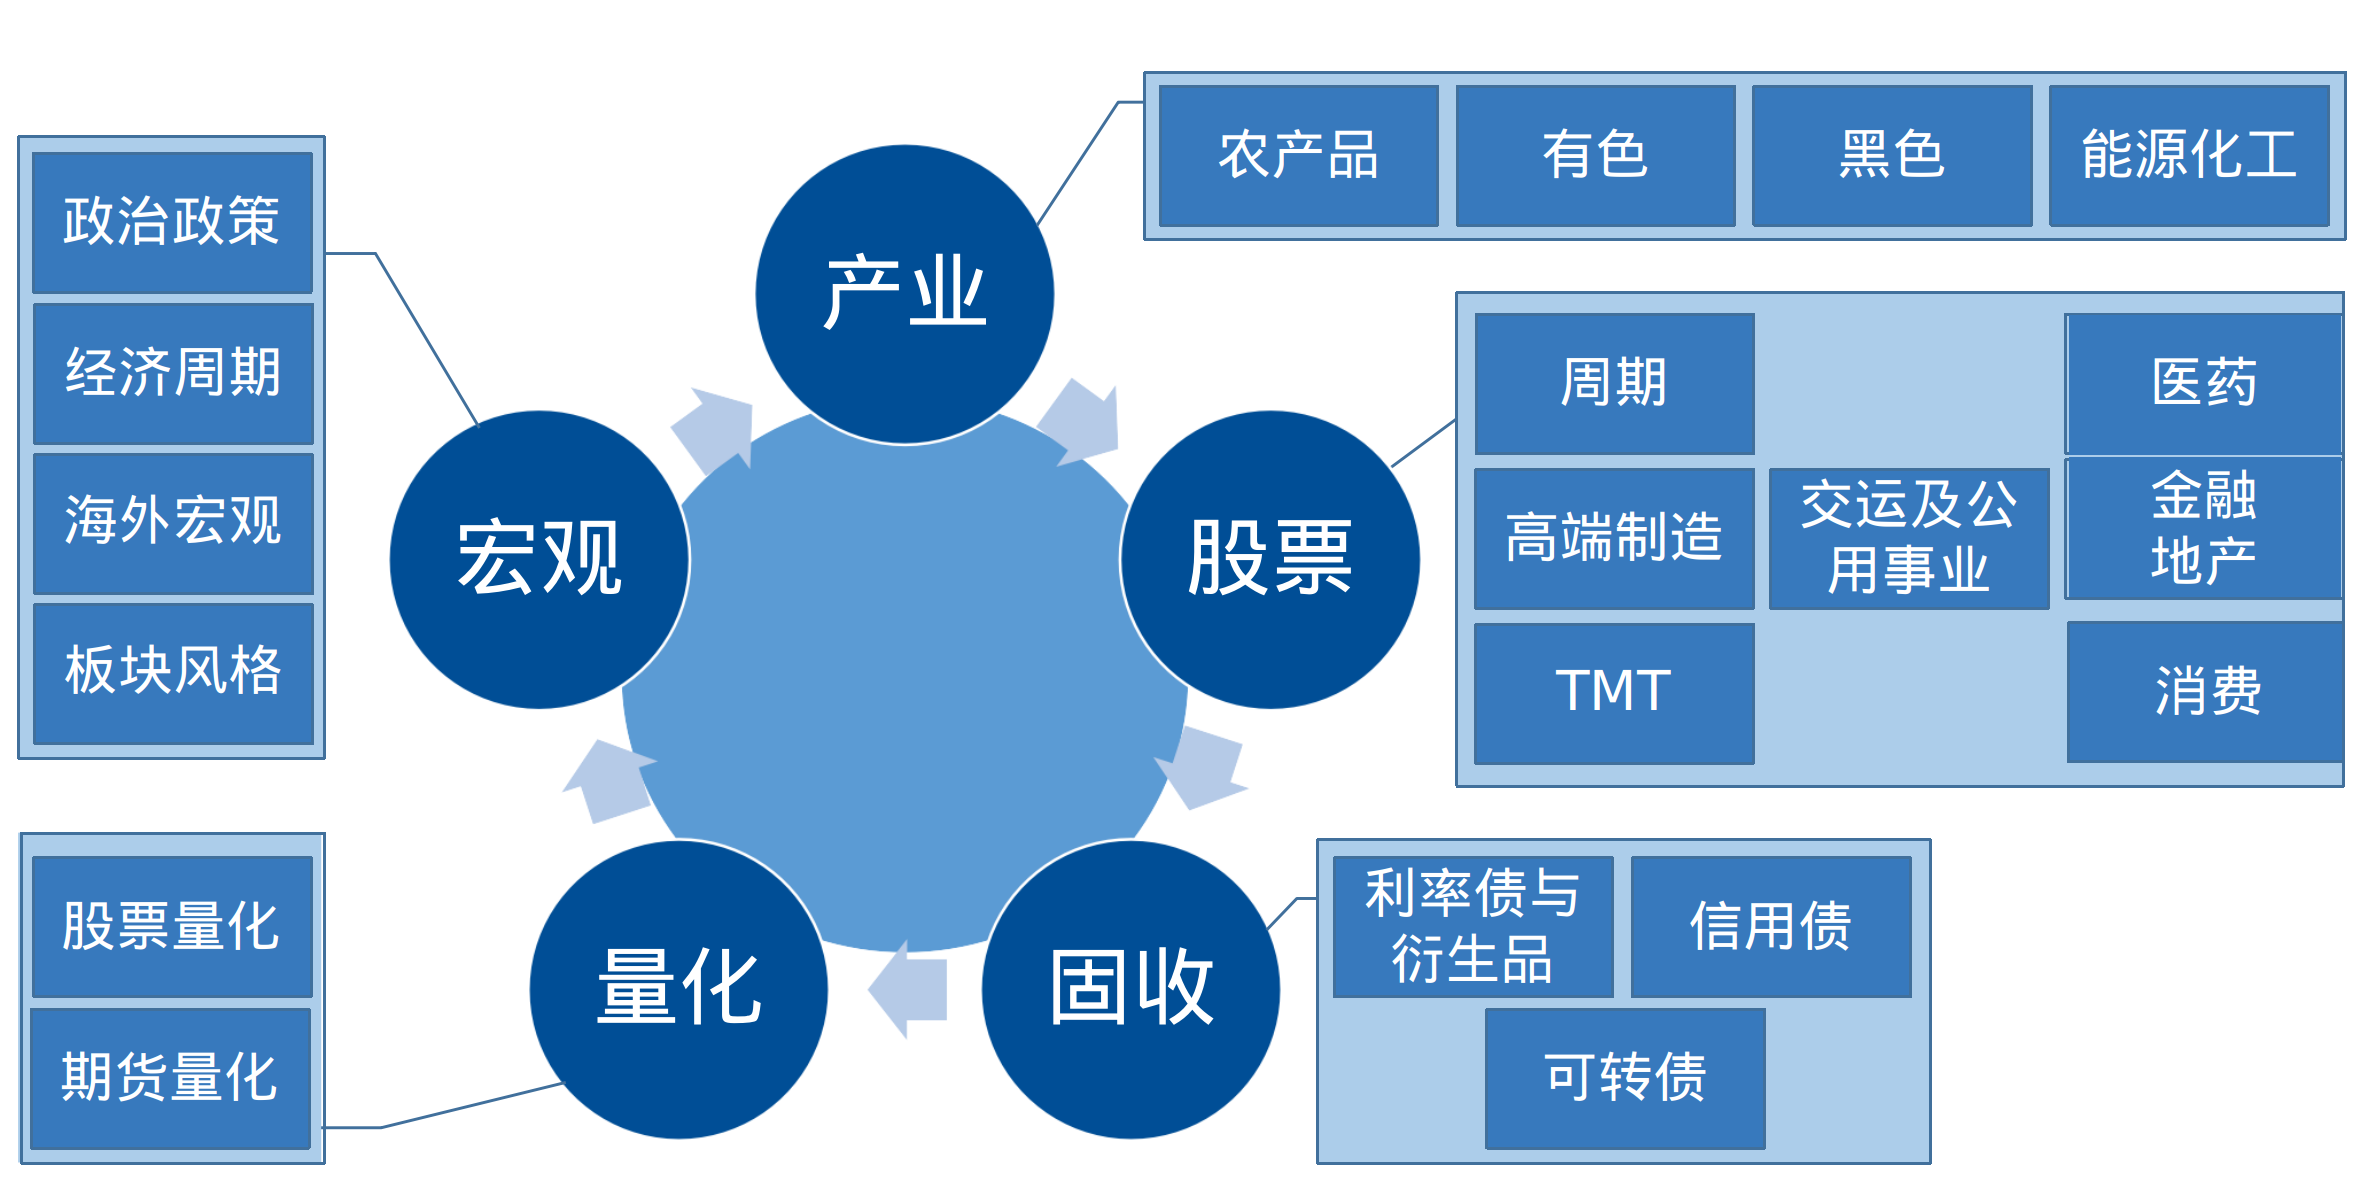 农产品
有色
黑色
能源化工
政治政策
经济周期
海外宏观
板块风格
产业
宏观
股票
周期
医药
高端制造
交运及公
用事业
金融
地产
TMT
消费
股票量化
期货量化
量化
固收
利率债与
衍生品
信用债
可转债